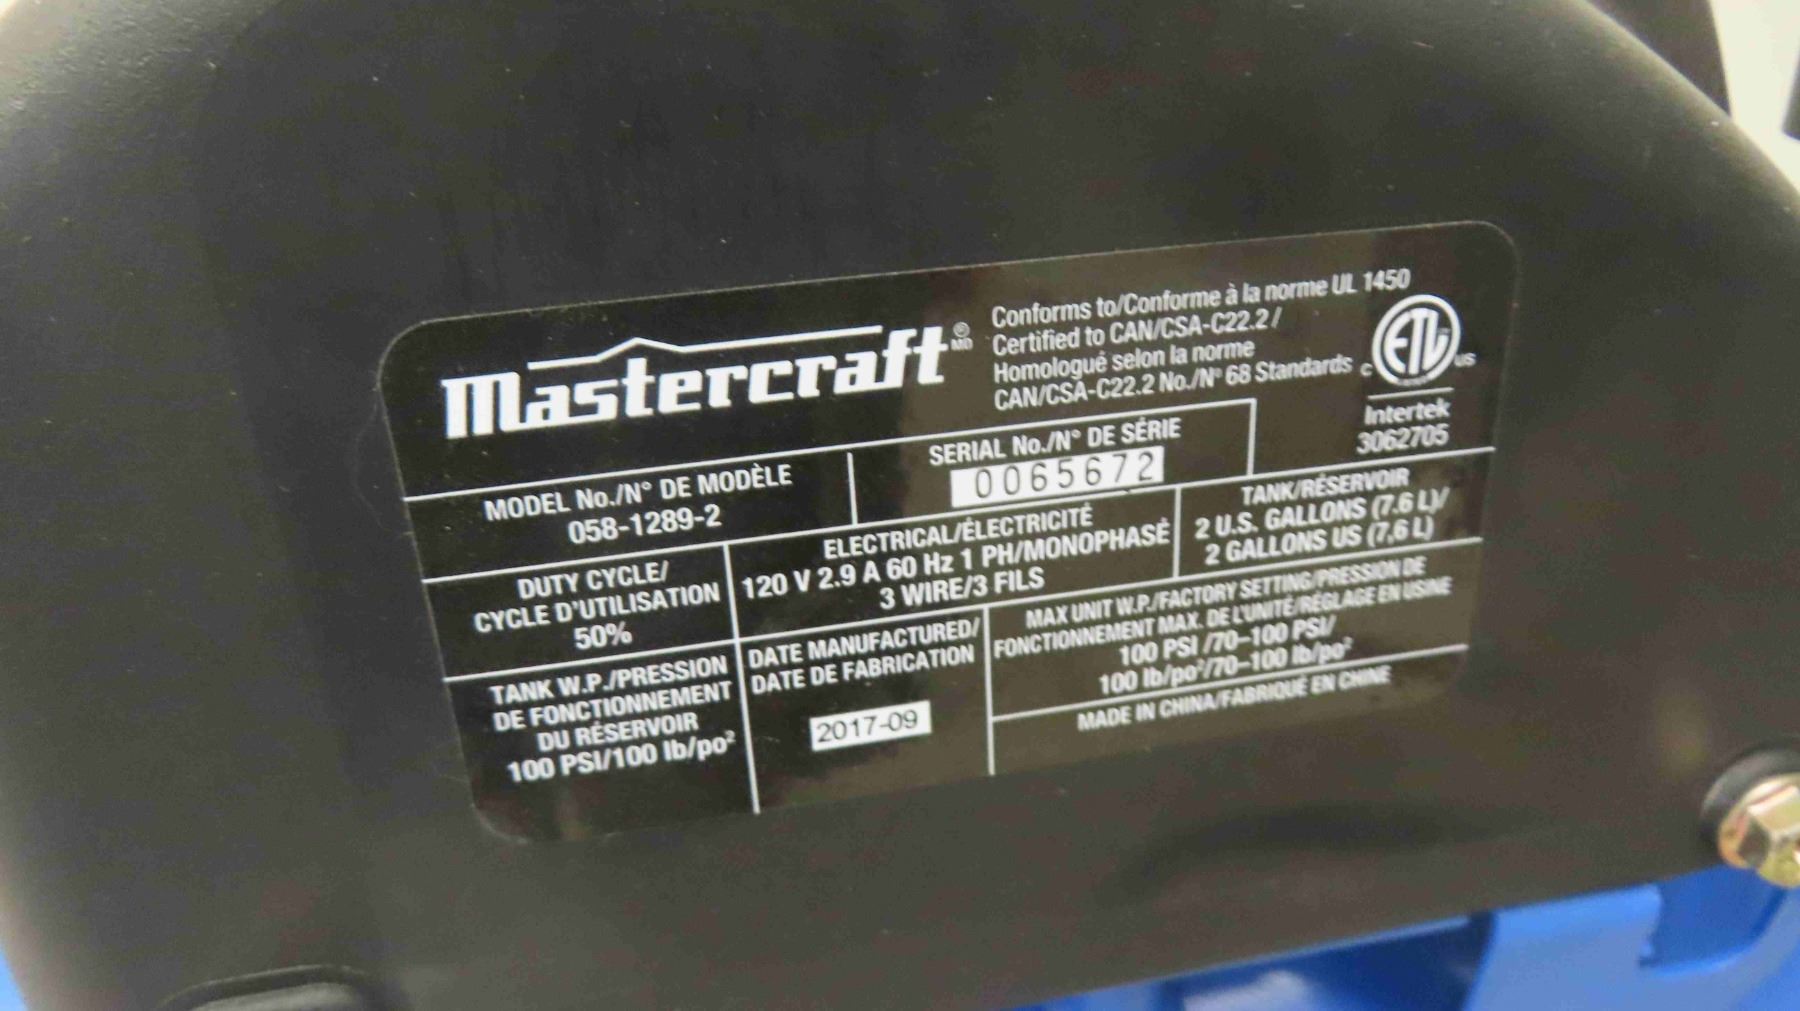 Mastercraft ® MD
Conforms to/Conforme à la norme UL 1450
Certified to CAN/CSA-C22.2 /
Homologué selon la norme
CAN/CSA-C22.2 No./N° 68 Standards
C ETL US
Intertek
3062705
MODEL No./N° DE MODÈLE
058-1289-2
SERIAL No./N° DE SÉRIE
0065672
DUTY CYCLE/
CYCLE D'UTILISATION
50%
ELECTRICAL/ÉLECTRICITÉ
120 V 2.9 A 60 Hz 1 PH/MONOPHASÉ
3 WIRE/3 FILS
TANK/RÉSERVOIR
2 U.S. GALLONS (7.6 L)/
2 GALLONS US (7,6 L)
TANK W.P./PRESSION
DE FONCTIONNEMENT
DU RÉSERVOIR
100 PSI/100 lb/po²
DATE MANUFACTURED/
DATE DE FABRICATION
2017-09
MAX UNIT W.P./FACTORY SETTING/PRESSION DE
FONCTIONNEMENT MAX. DE L'UNITÉ/RÉGLAGE EN USINE
100 PSI /70–100 PSI/
100 lb/po²/70–100 lb/po²
MADE IN CHINA/FABRIQUÉ EN CHINE